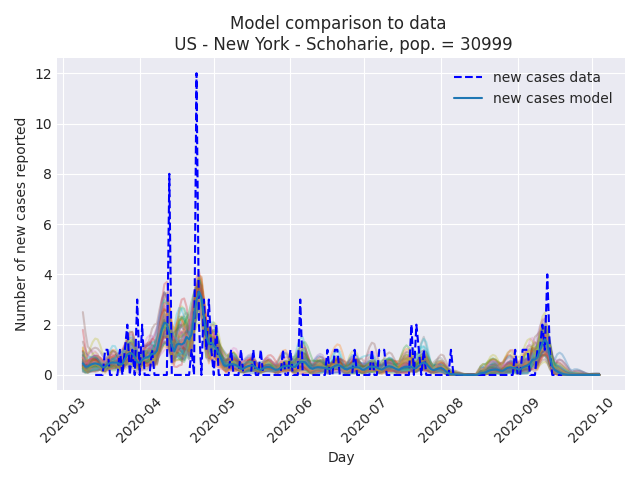 Model comparison to data
US - New York - Schoharie, pop. = 30999
new cases data
new cases model
Number of new cases reported
12
10
8
6
4
2
0
2020-03
2020-04
2020-05
2020-06
2020-07
2020-08
2020-09
2020-10
Day